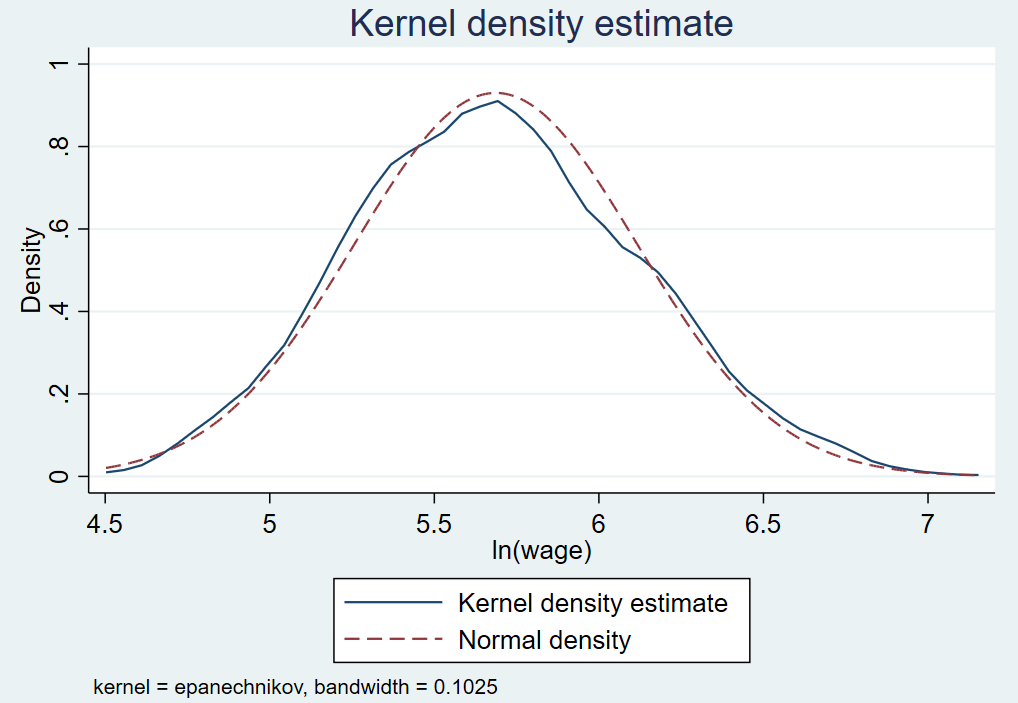 Kernel density estimate
1
.8
.6
.4
.2
0
Density
4.5 5 5.5 6 6.5 7
ln(wage)
Kernel density estimate
Normal density
kernel = epanechnikov, bandwidth = 0.1025